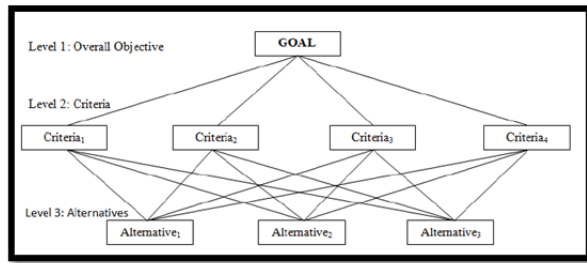 Level 1: Overall Objective
GOAL
Level 2: Criteria
Criteria₁
Criteria₂
Criteria₃
Criteria₄
Level 3: Alternatives
Alternative₁
Alternative₂
Alternative₃